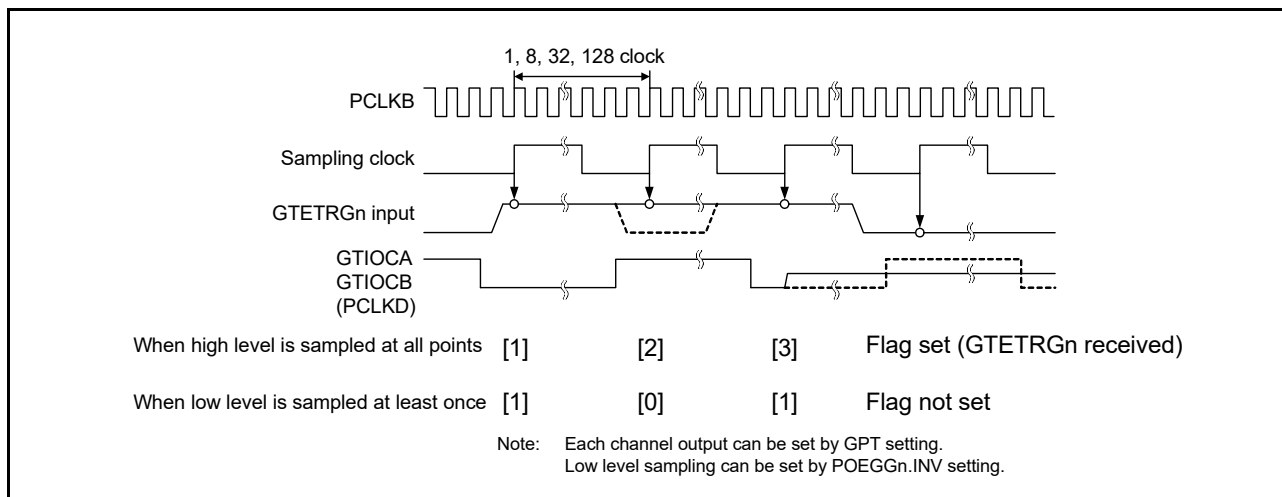 1, 8, 32, 128 clock
PCLKB
Sampling clock
GTETRGn input
GTIOCA
GTIOCB
(PCLKD)
When high level is sampled at all points [1] [2] [3] Flag set (GTETRGn received)
When low level is sampled at least once [1] [0] [1] Flag not set
Note: Each channel output can be set by GPT setting.
Low level sampling can be set by POEGGn.INV setting.